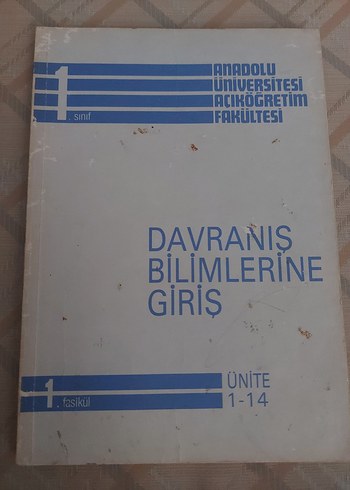 1. sınıf
ANADOLU
ÜNİVERSİTESİ
AÇIKÖĞRETİM
FAKÜLTESİ
DAVRANIŞ
BİLİMLERİNE
GİRİŞ
1. fasikül
ÜNİTE
1-14